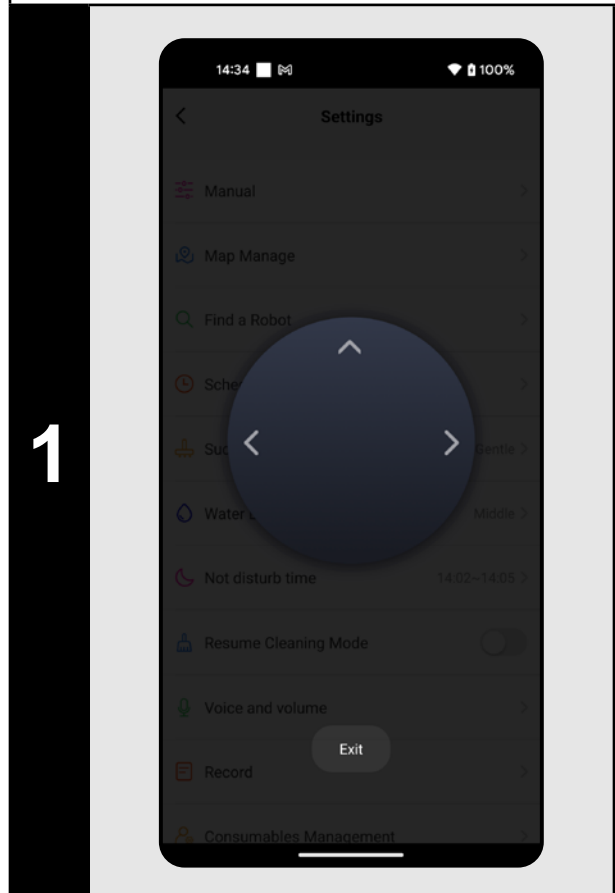 14:34 100%
Settings
Manual
Map Manage
Find a Robot
Sche
Suc Gentle
Water Middle
Not disturb time 14:02–14:05
Resume Cleaning Mode
Voice and volume
Exit
Record
Consumables Management
1